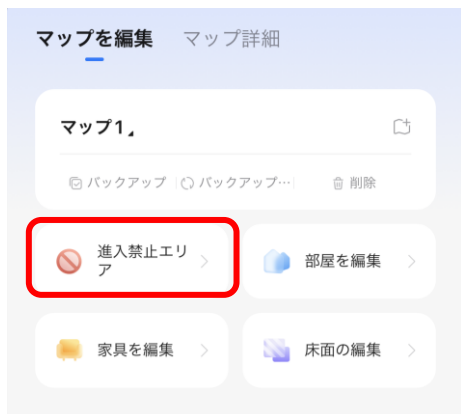 マップを編集 マップ詳細
マップ1
バックアップ バックアップ… 削除
進入禁止エリ
ア
部屋を編集
家具を編集
床面の編集